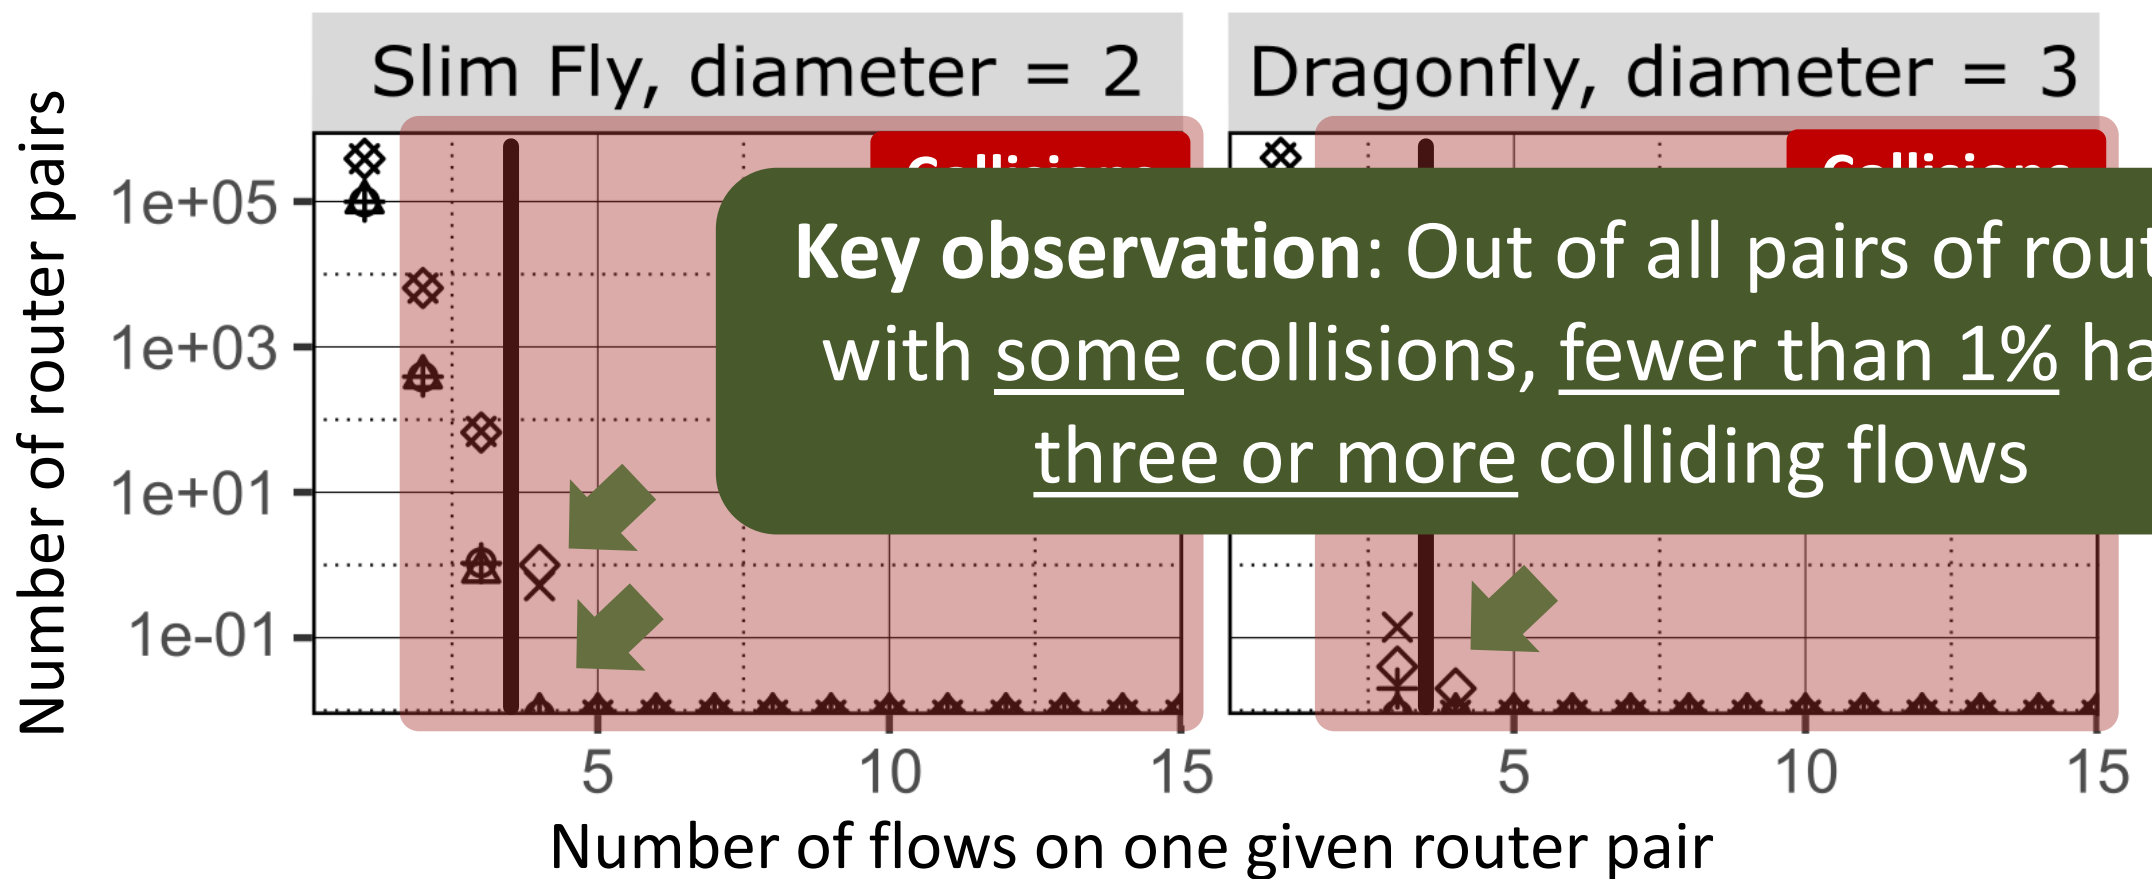 Slim Fly, diameter = 2
Dragonfly, diameter = 3
Number of router pairs
1e+05
1e+03
1e+01
1e-01
Collisions
Collisions
Key observation: Out of all pairs of rout
with some collisions, fewer than 1% ha
three or more colliding flows
5
10
15
5
10
15
Number of flows on one given router pair